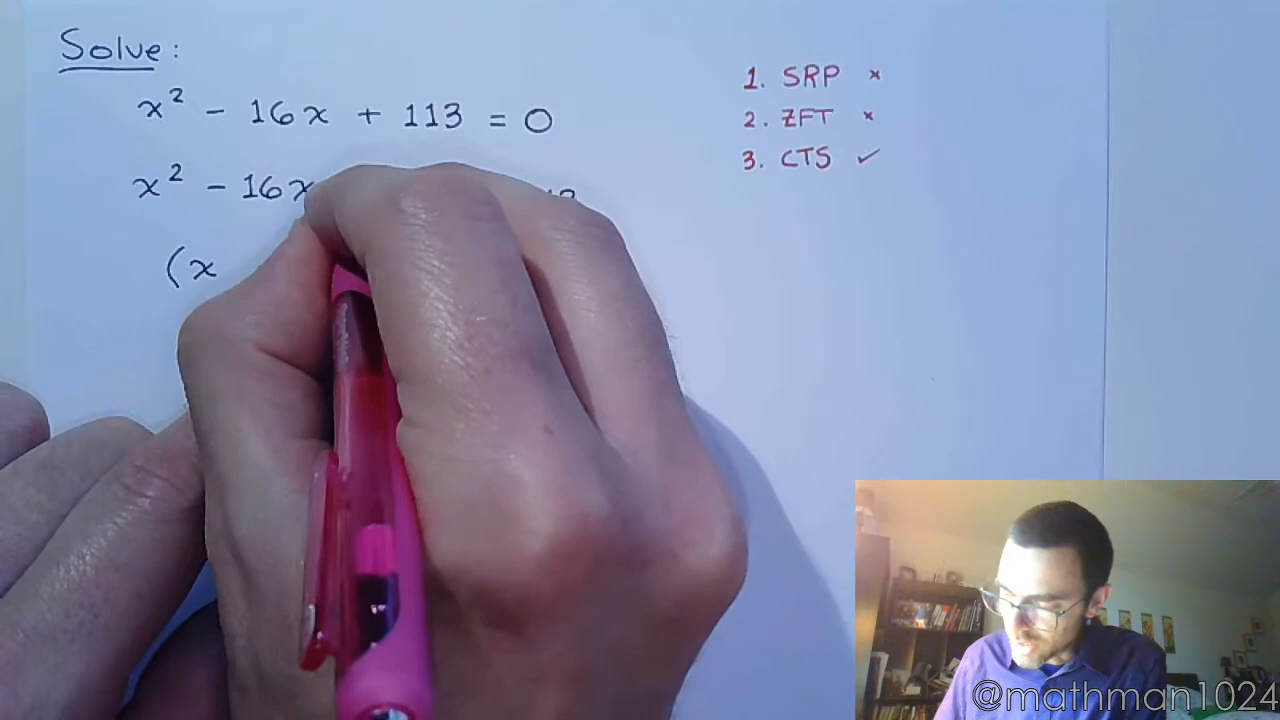 Solve:
x² - 16x + 113 = 0
x² - 16x
(x
1. SRP ×
2. ZFT ×
3. CTS ✓
@mathman1024